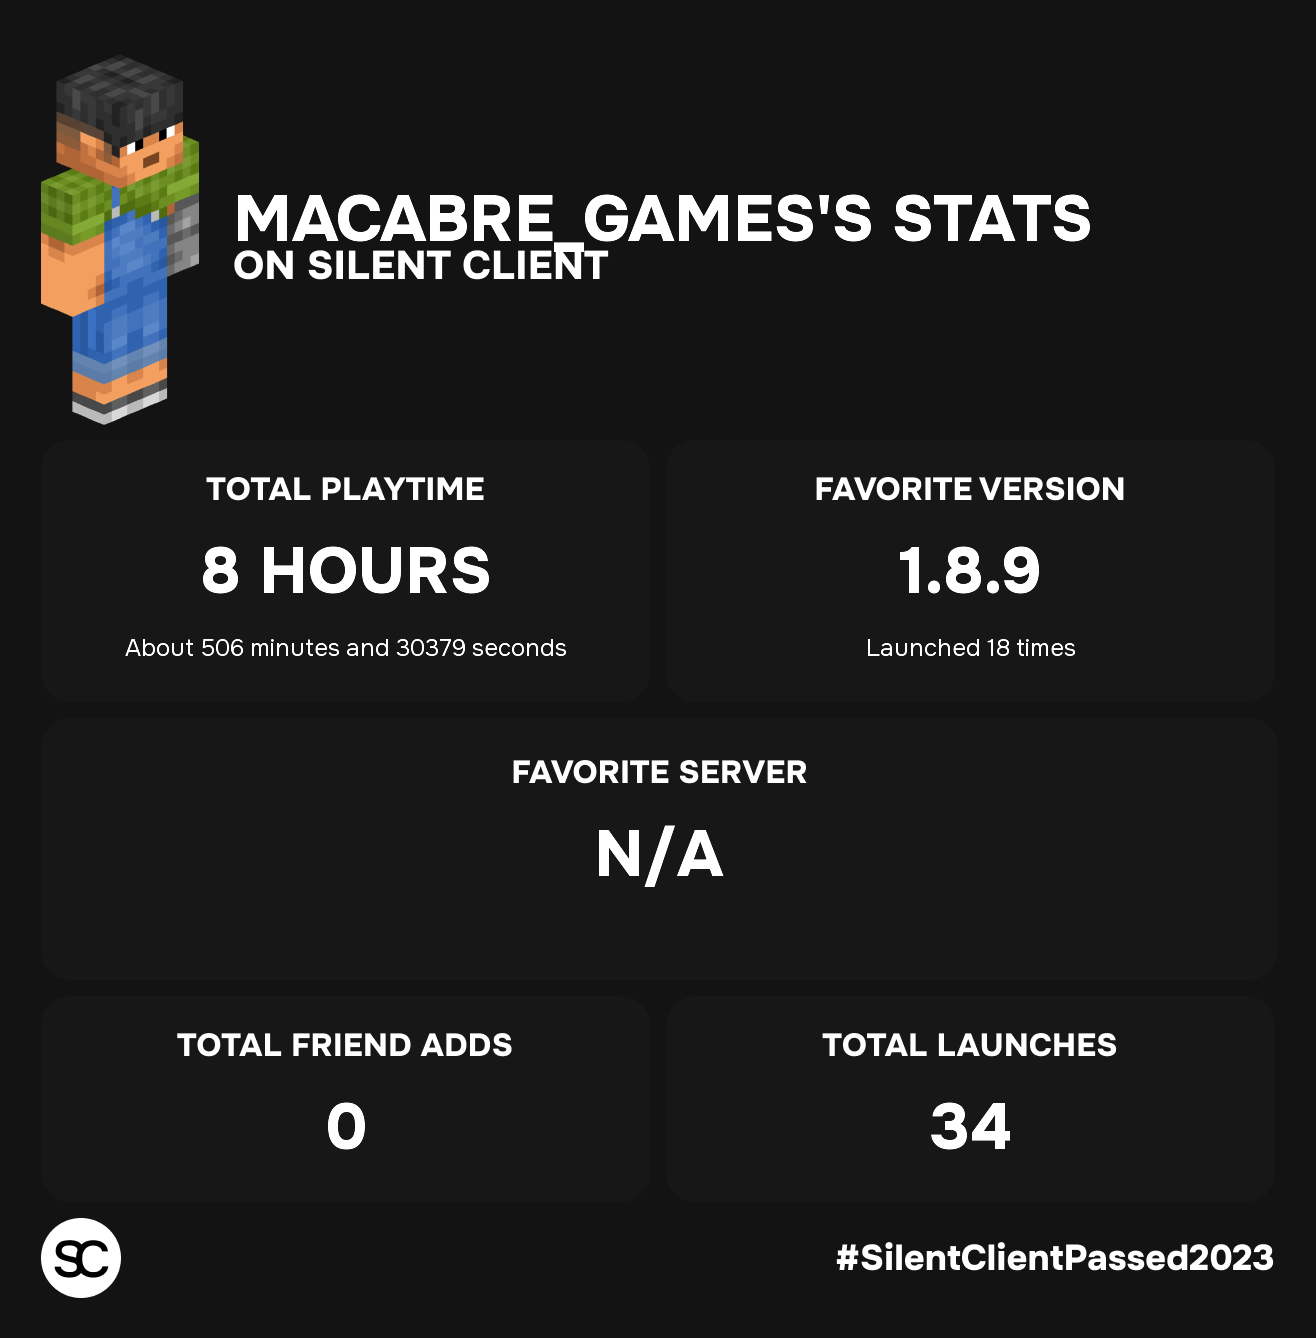 MACABRE_GAMES'S STATS
ON SILENT CLIENT
TOTAL PLAYTIME
8 HOURS
About 506 minutes and 30379 seconds
FAVORITE VERSION
1.8.9
Launched 18 times
FAVORITE SERVER
N/A
TOTAL FRIEND ADDS
0
TOTAL LAUNCHES
34
SC
#SilentClientPassed2023